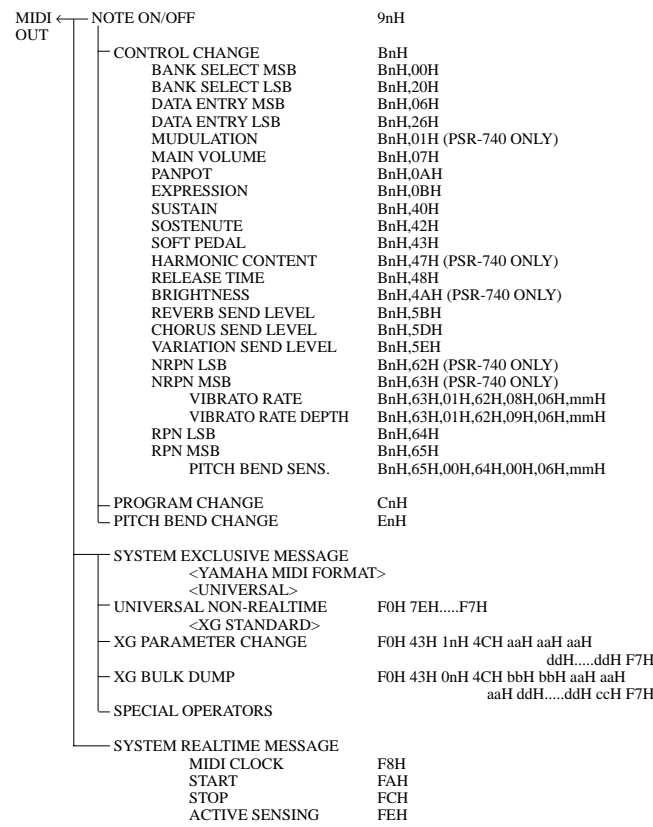 MIDI ← NOTE ON/OFF 9nH
OUT
CONTROL CHANGE BnH
BANK SELECT MSB BnH,00H
BANK SELECT LSB BnH,20H
DATA ENTRY MSB BnH,06H
DATA ENTRY LSB BnH,26H
MUDULATION BnH,01H (PSR-740 ONLY)
MAIN VOLUME BnH,07H
PANPOT BnH,0AH
EXPRESSION BnH,0BH
SUSTAIN BnH,40H
SOSTENUTE BnH,42H
SOFT PEDAL BnH,43H
HARMONIC CONTENT BnH,47H (PSR-740 ONLY)
RELEASE TIME BnH,48H
BRIGHTNESS BnH,4AH (PSR-740 ONLY)
REVERB SEND LEVEL BnH,5BH
CHORUS SEND LEVEL BnH,5DH
VARIATION SEND LEVEL BnH,5EH
NRPN LSB BnH,62H (PSR-740 ONLY)
NRPN MSB BnH,63H (PSR-740 ONLY)
VIBRATO RATE BnH,63H,01H,62H,08H,06H,mmH
VIBRATO RATE DEPTH BnH,63H,01H,62H,09H,06H,mmH
RPN LSB BnH,64H
RPN MSB BnH,65H
PITCH BEND SENS. BnH,65H,00H,64H,00H,06H,mmH
PROGRAM CHANGE CnH
PITCH BEND CHANGE EnH
SYSTEM EXCLUSIVE MESSAGE
<YAMAHA MIDI FORMAT>
<UNIVERSAL>
UNIVERSAL NON-REALTIME F0H 7EH.....F7H
<XG STANDARD>
XG PARAMETER CHANGE F0H 43H 1nH 4CH aaH aaH aaH
ddH.....ddH F7H
XG BULK DUMP F0H 43H 0nH 4CH bbH bbH aaH aaH
aaH ddH.....ddH ccH F7H
SPECIAL OPERATORS
SYSTEM REALTIME MESSAGE
MIDI CLOCK F8H
START FAH
STOP FCH
ACTIVE SENSING FEH